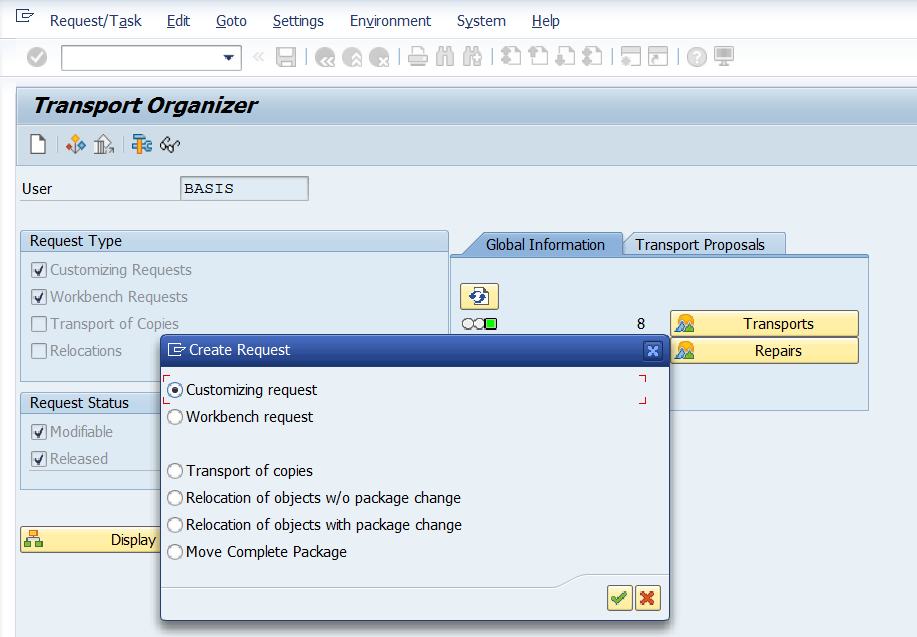 Request/Task Edit Goto Settings Environment System Help
Transport Organizer
User BASIS
Request Type
Customizing Requests
Workbench Requests
Transport of Copies
Relocations
Request Status
Modifiable
Released
Display
Global Information Transport Proposals
8 Transports
Repairs
Create Request
Customizing request
Workbench request
Transport of copies
Relocation of objects w/o package change
Relocation of objects with package change
Move Complete Package